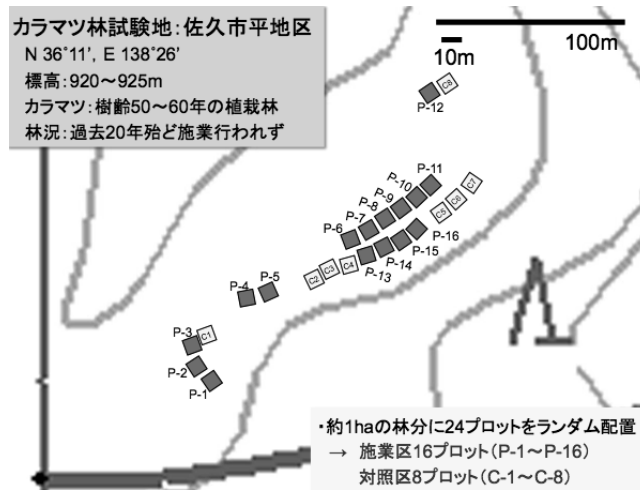 カラマツ林試験地：佐久市平地区
N 36˚11’, E 138˚26’
標高：920〜925m
カラマツ：樹齢50〜60年の植栽林
林況：過去20年殆ど施業行われず
10m
100m
C8
P-12
P-11
P-10
P-9
P-8
P-7
P-6
C7
C6
C5
P-16
P-15
P-14
P-13
C4
C3
C2
P-5
P-4
P-3
C1
P-2
P-1
・約1haの林分に24プロットをランダム配置
→ 施業区16プロット（P-1〜P-16）
対照区8プロット（C-1〜C-8）